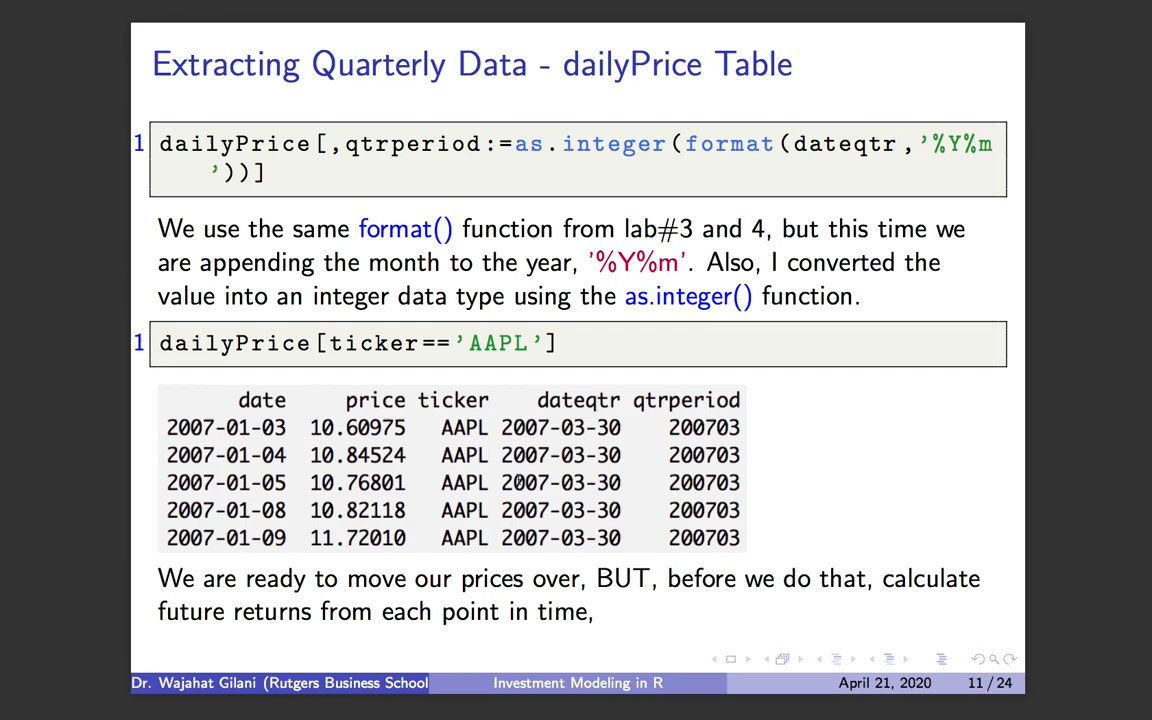 Extracting Quarterly Data - dailyPrice Table
1 dailyPrice[,qtrperiod:=as.integer(format(dateqtr,'%Y%m
'))]
We use the same format() function from lab#3 and 4, but this time we
are appending the month to the year, '%Y%m'. Also, I converted the
value into an integer data type using the as.integer() function.
1 dailyPrice[ticker=='AAPL']
date price ticker dateqtr qtrperiod
2007-01-03 10.60975 AAPL 2007-03-30 200703
2007-01-04 10.84524 AAPL 2007-03-30 200703
2007-01-05 10.76801 AAPL 2007-03-30 200703
2007-01-08 10.82118 AAPL 2007-03-30 200703
2007-01-09 11.72010 AAPL 2007-03-30 200703
We are ready to move our prices over, BUT, before we do that, calculate
future returns from each point in time,
Dr. Wajahat Gilani (Rutgers Business School Investment Modeling in R April 21, 2020 11 / 24